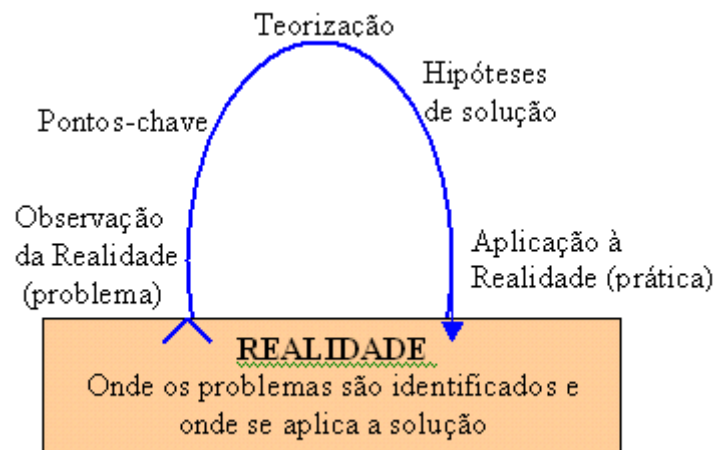 Teorização
Hipóteses
de solução
Pontos-chave
Observação
da Realidade
(problema)
Aplicação à
Realidade (prática)
REALIDADE
Onde os problemas são identificados e
onde se aplica a solução